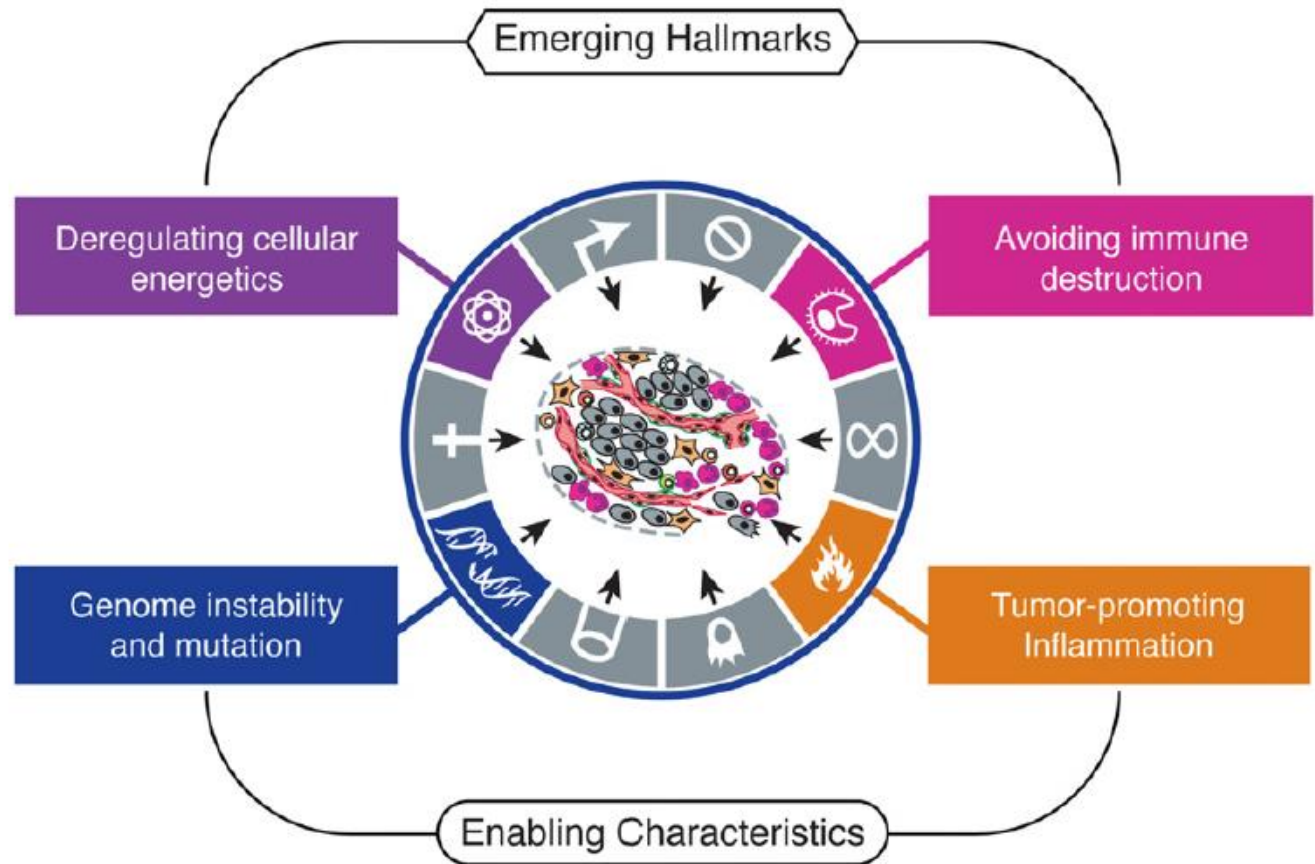 Emerging Hallmarks
Deregulating cellular
energetics
Avoiding immune
destruction
Genome instability
and mutation
Tumor-promoting
Inflammation
Enabling Characteristics